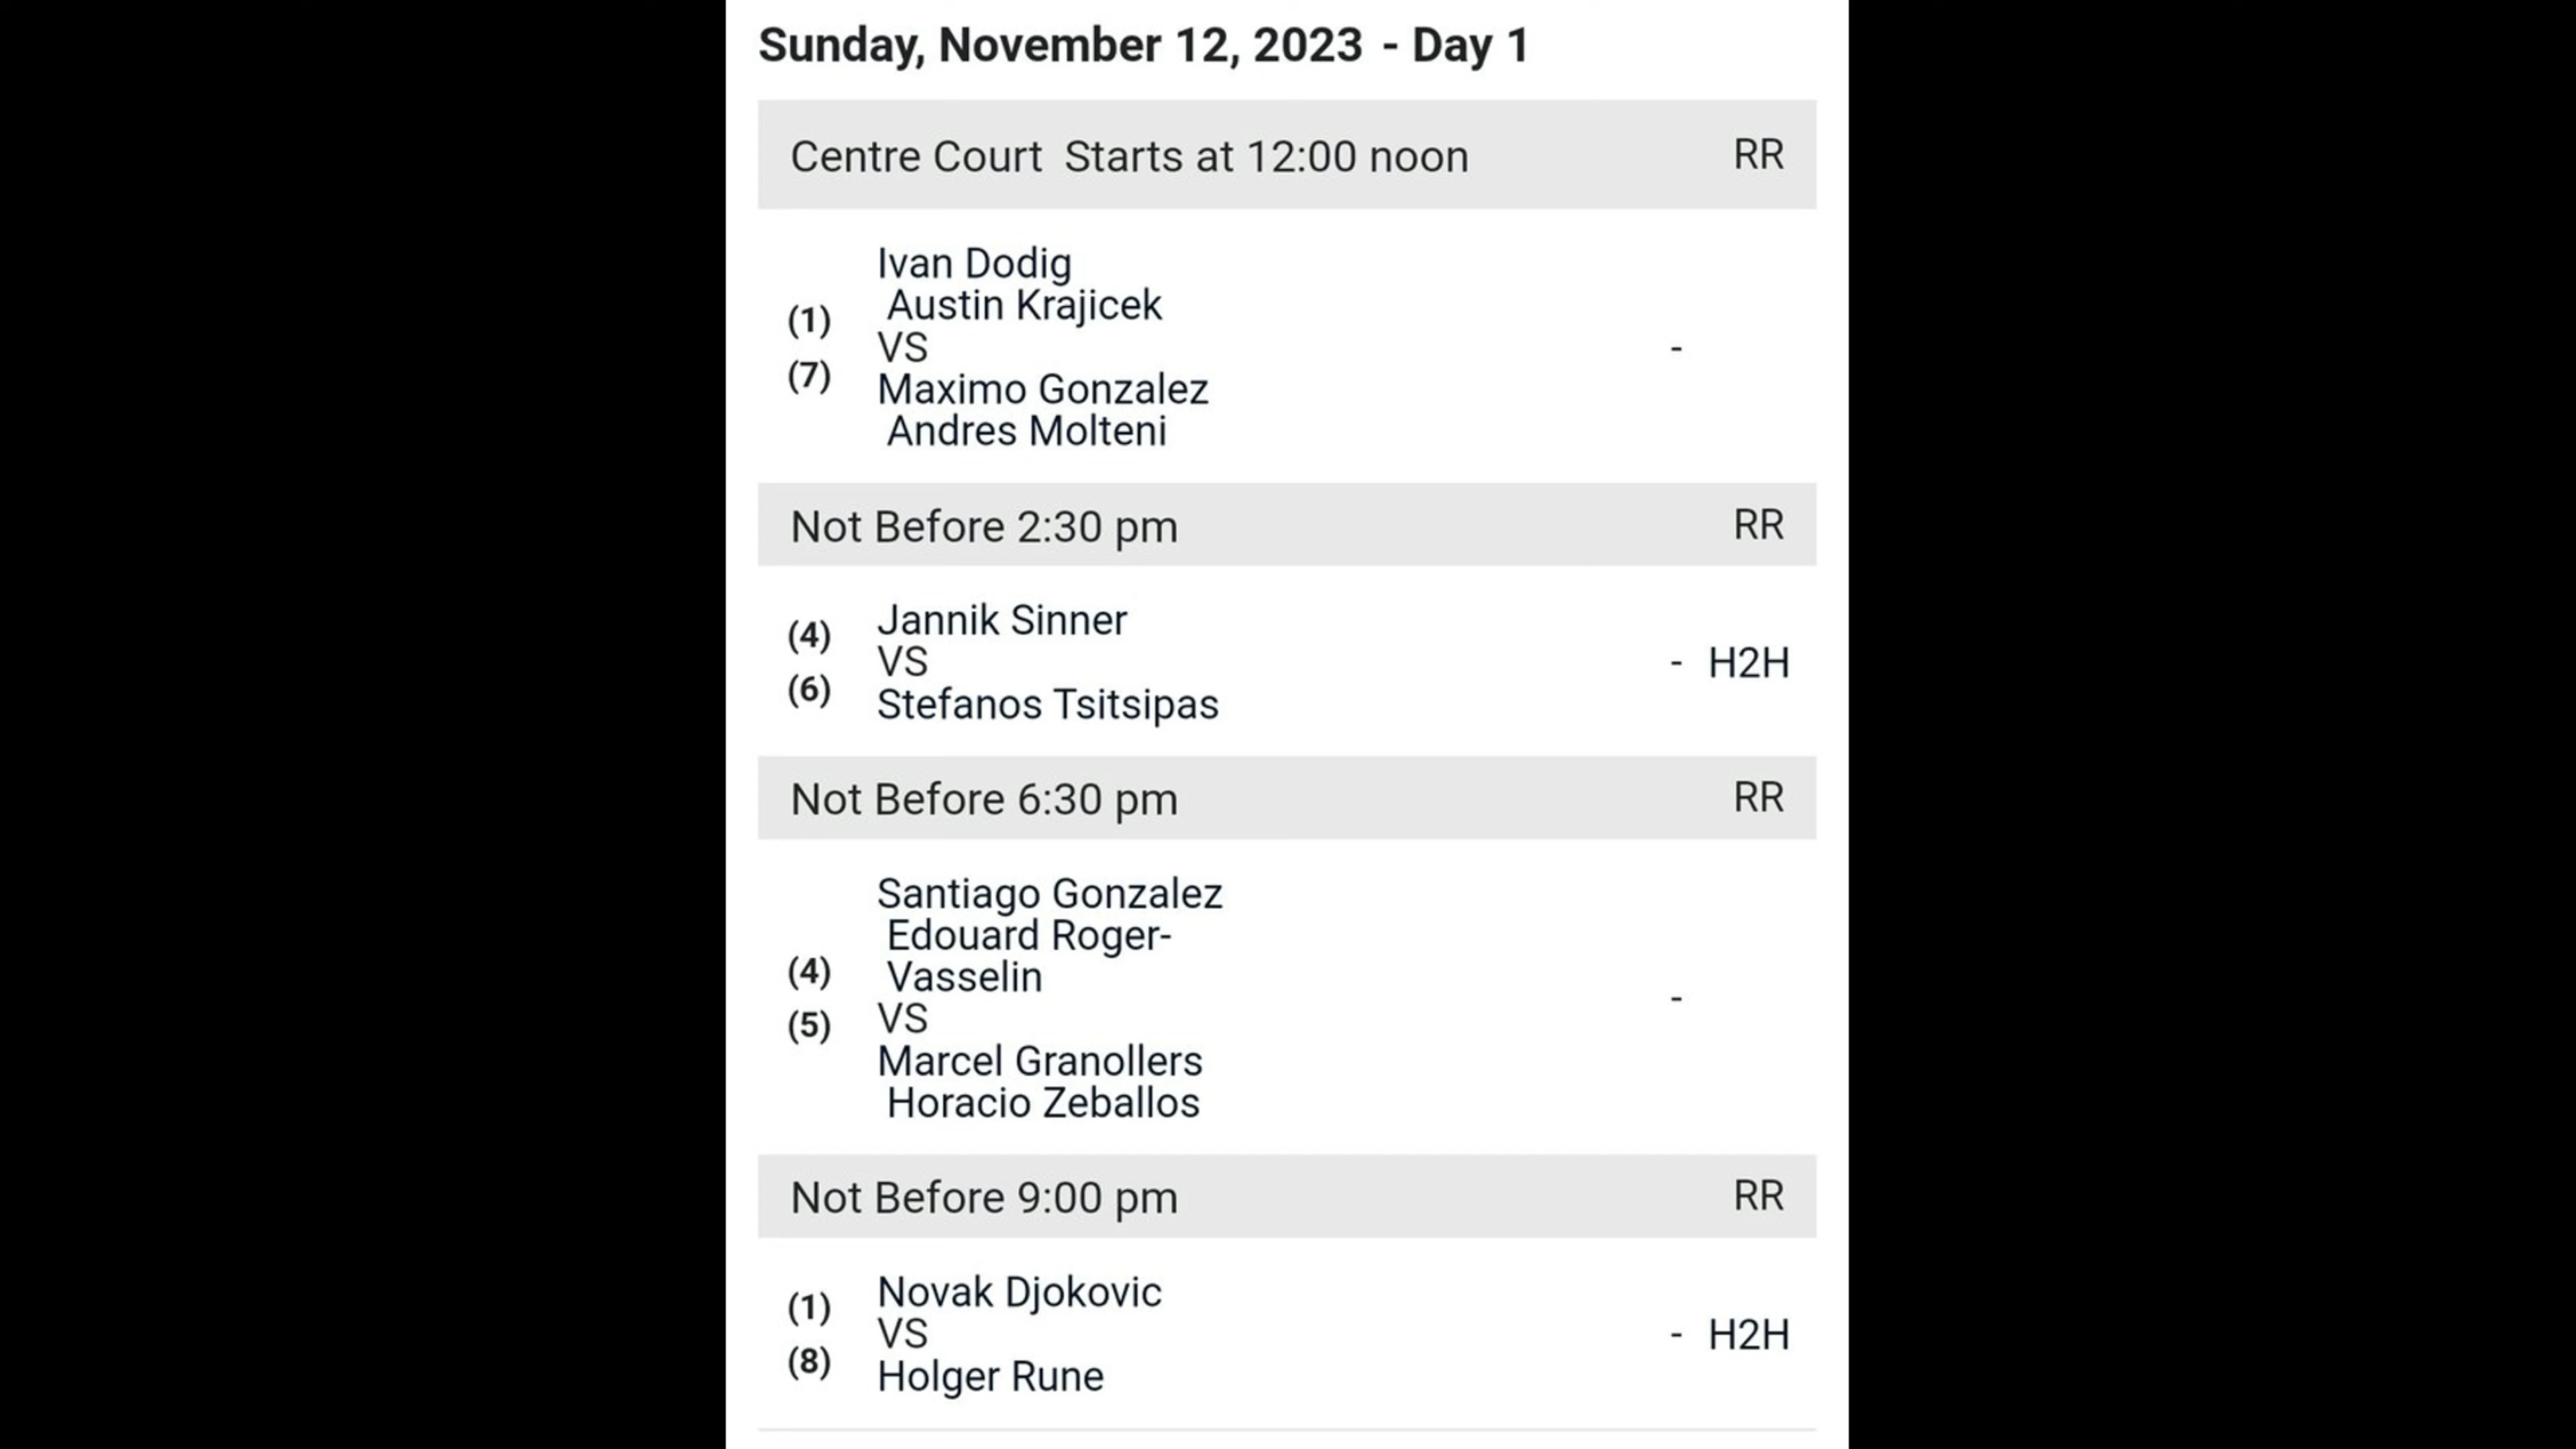 Sunday, November 12, 2023 - Day 1
Centre Court Starts at 12:00 noon RR
Ivan Dodig
Austin Krajicek
(1)
VS
-
(7)
Maximo Gonzalez
Andres Molteni
Not Before 2:30 pm RR
(4)
Jannik Sinner
VS
- H2H
(6)
Stefanos Tsitsipas
Not Before 6:30 pm RR
Santiago Gonzalez
Edouard Roger-
Vasselin
(4)
VS
-
(5)
Marcel Granollers
Horacio Zeballos
Not Before 9:00 pm RR
(1)
Novak Djokovic
VS
- H2H
(8)
Holger Rune